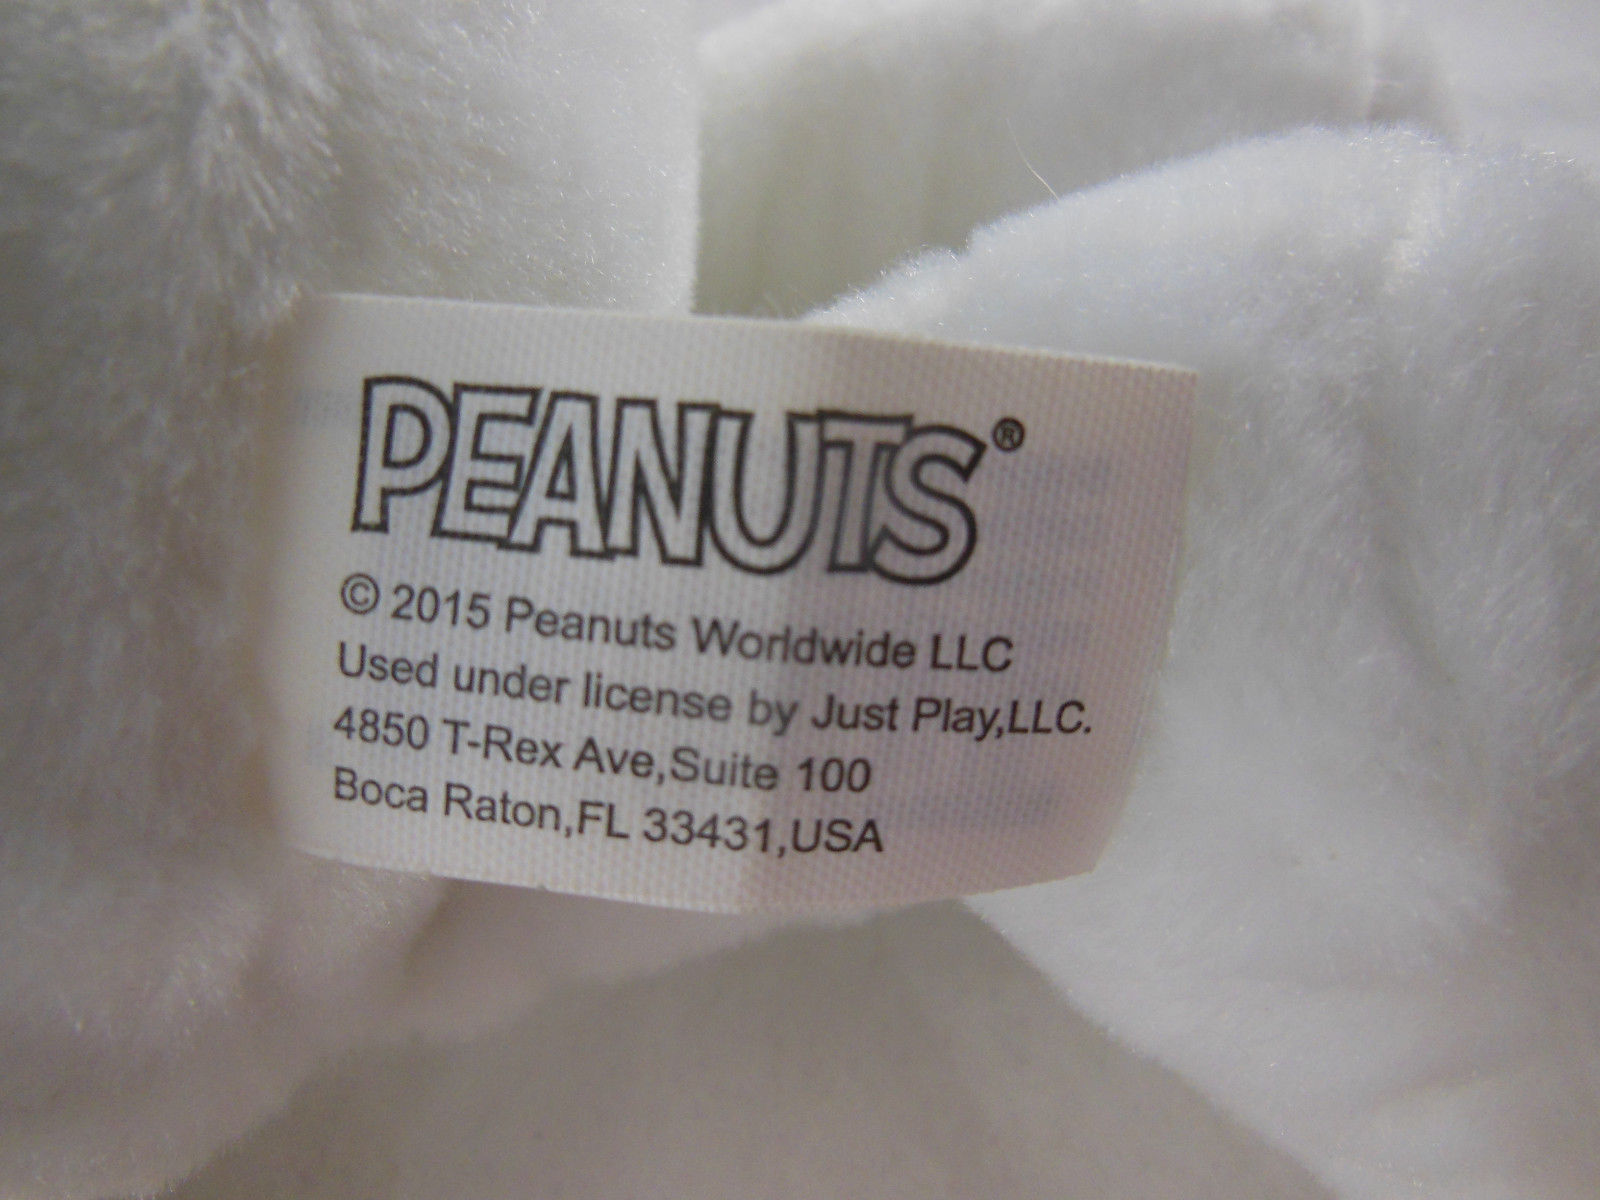 PEANUTS®
© 2015 Peanuts Worldwide LLC
Used under license by Just Play,LLC.
4850 T-Rex Ave,Suite 100
Boca Raton,FL 33431,USA